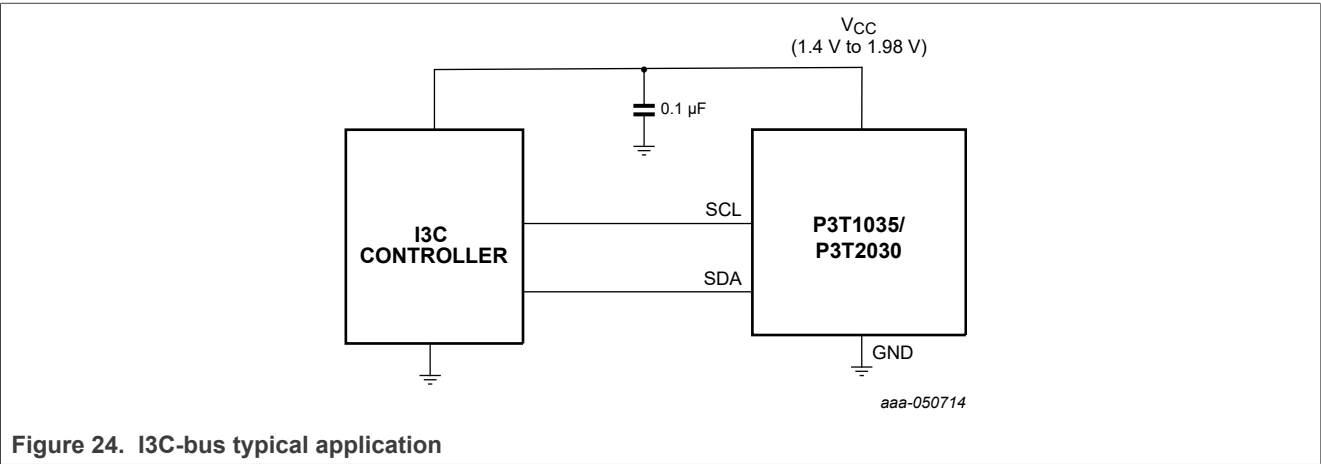 VCC
(1.4 V to 1.98 V)
0.1 µF
I3C
CONTROLLER
SCL
SDA
P3T1035/
P3T2030
GND
aaa-050714
Figure 24. I3C-bus typical application